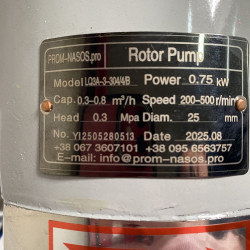 PROM-NASOS.pro Rotor Pump
Model LQ3A-3-304/4/B Power 0.75 kW
Cap. 0.3-0.8 m³/h Speed 200-500 r/min
Head 0.3 Mpa Diam. 25 mm
No. YI2505280513 Date 2025.08
+38 067 3607101 +38 095 6563757
E-mail: info@prom-nasos.pro